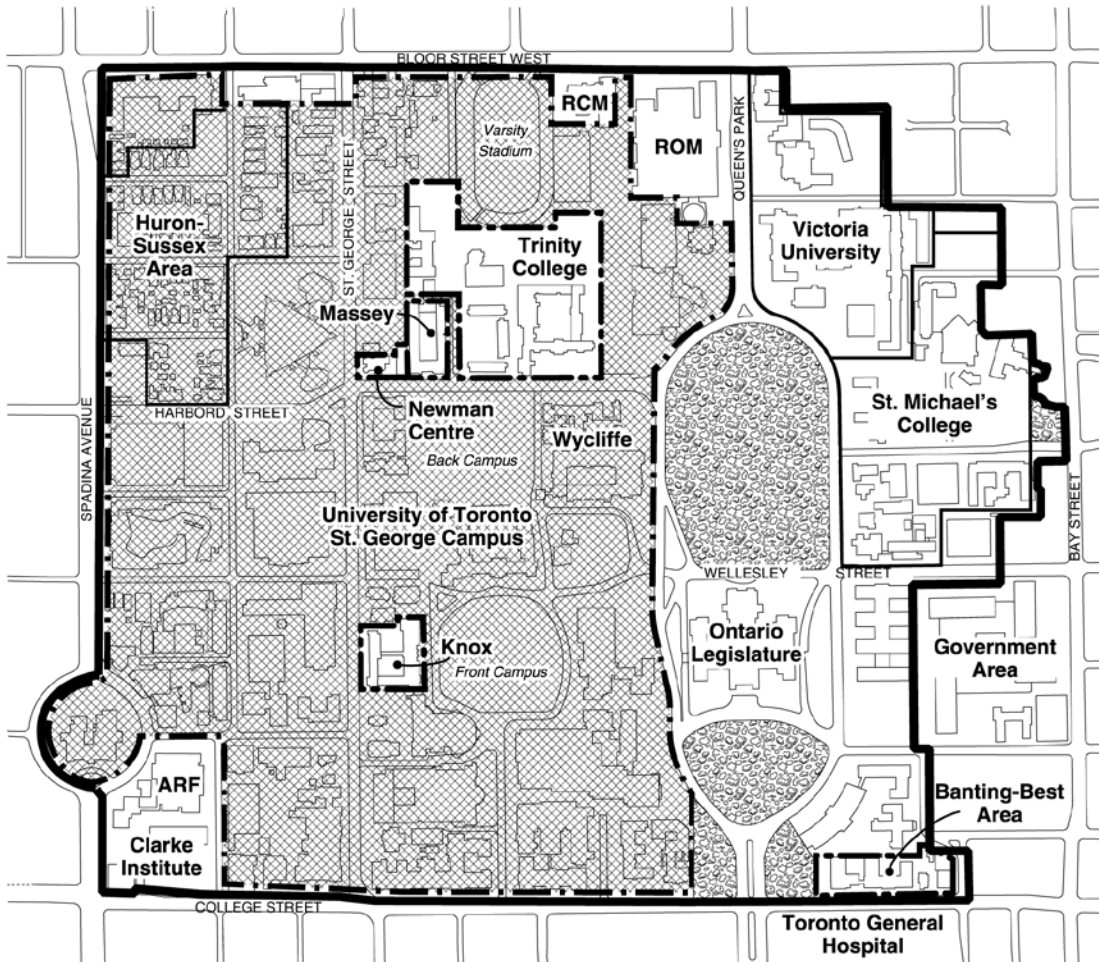 BLOOR STREET WEST
RCM
Varsity
Stadium
ROM
QUEEN'S PARK
ST. GEORGE STREET
Huron-
Sussex
Area
Trinity
College
Victoria
University
Massey
HARBORD STREET
Newman
Centre
Wycliffe
Back Campus
St. Michael's
College
SPADINA AVENUE
BAY STREET
University of Toronto
St. George Campus
WELLESLEY STREET
Knox
Front Campus
Ontario
Legislature
Government
Area
ARF
Clarke
Institute
Banting-Best
Area
COLLEGE STREET
Toronto General
Hospital